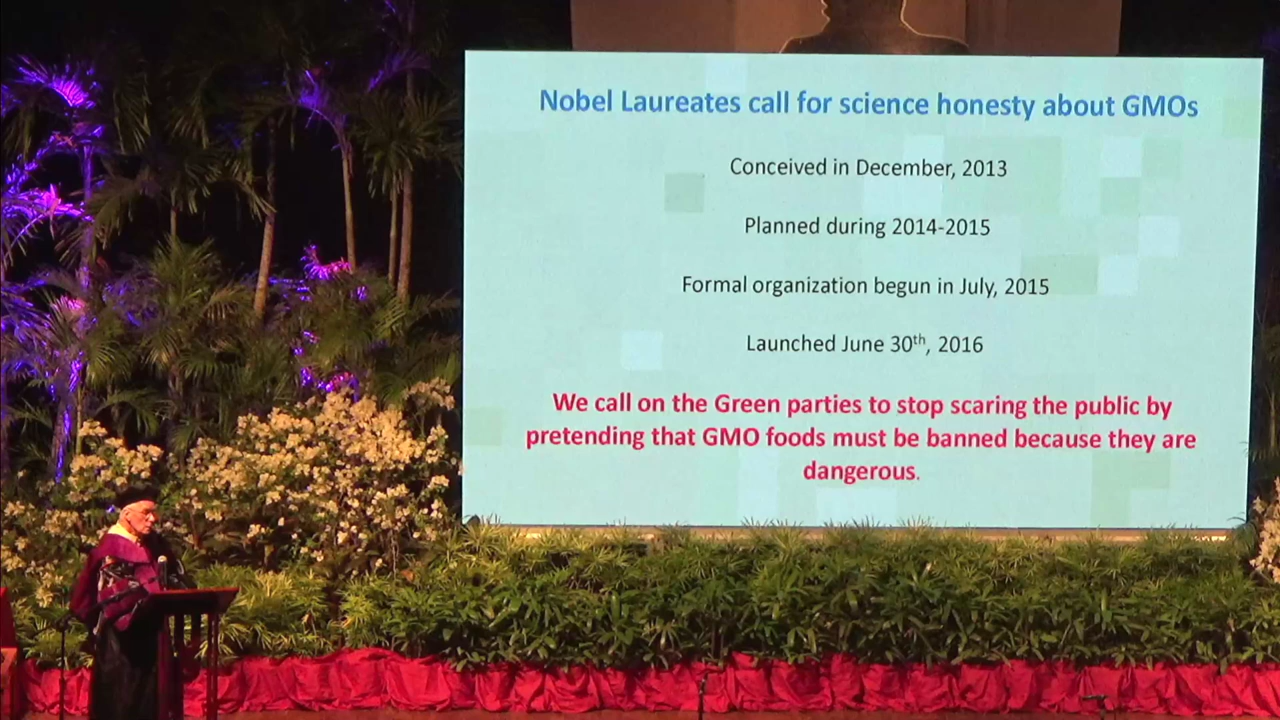 Nobel Laureates call for science honesty about GMOs
Conceived in December, 2013
Planned during 2014-2015
Formal organization begun in July, 2015
Launched June 30th, 2016
We call on the Green parties to stop scaring the public by
pretending that GMO foods must be banned because they are
dangerous.